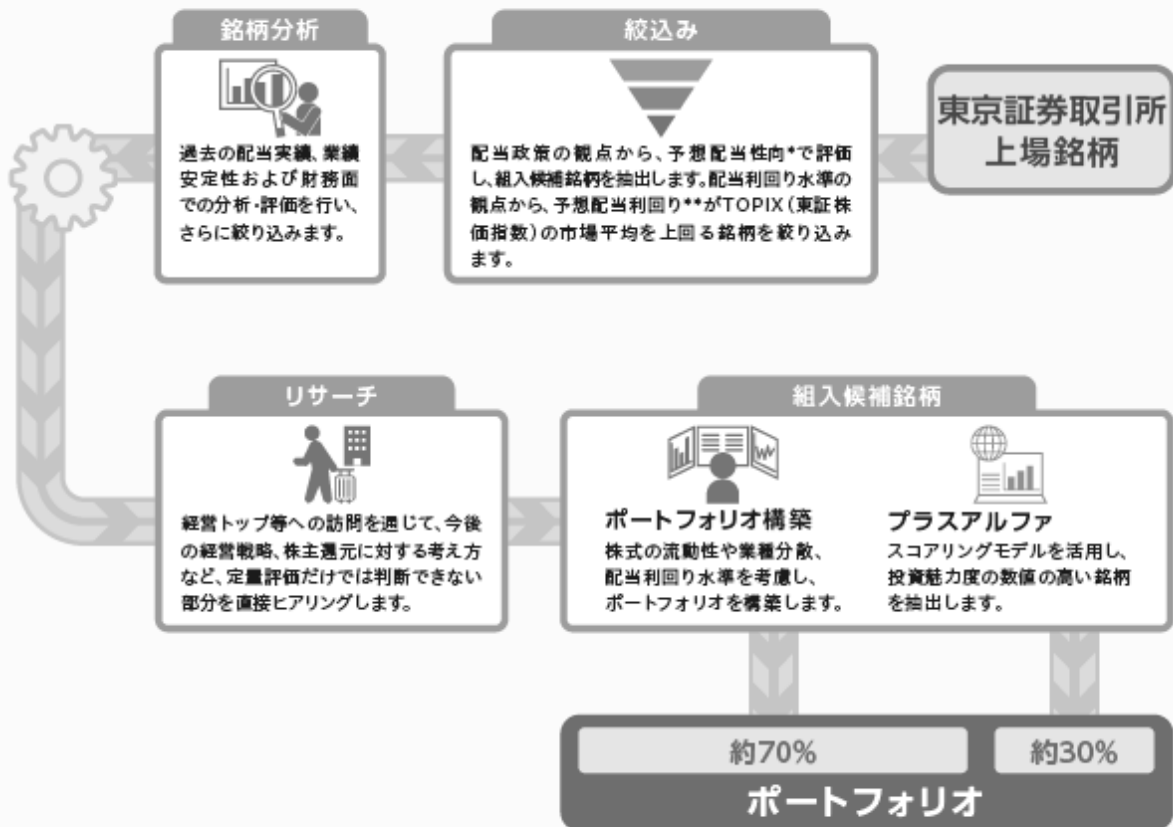 東京証券取引所
上場銘柄
絞込み
配当政策の観点から、予想配当性向*で評価
し、組入候補銘柄を抽出します。配当利回り水準の
観点から、予想配当利回り**がTOPIX（東証株
価指数）の市場平均を上回る銘柄を絞り込み
ます。
銘柄分析
過去の配当実績、業績
安定性および財務面
での分析・評価を行い、
さらに絞り込みます。
リサーチ
経営トップ等への訪問を通じて、今後
の経営戦略、株主還元に対する考え方
など、定量評価だけでは判断できない
部分を直接ヒアリングします。
組入候補銘柄
ポートフォリオ構築
株式の流動性や業種分散、
配当利回り水準を考慮し、
ポートフォリオを構築します。
プラスアルファ
スコアリングモデルを活用し、
投資魅力度の数値の高い銘柄
を抽出します。
約70%
約30%
ポートフォリオ